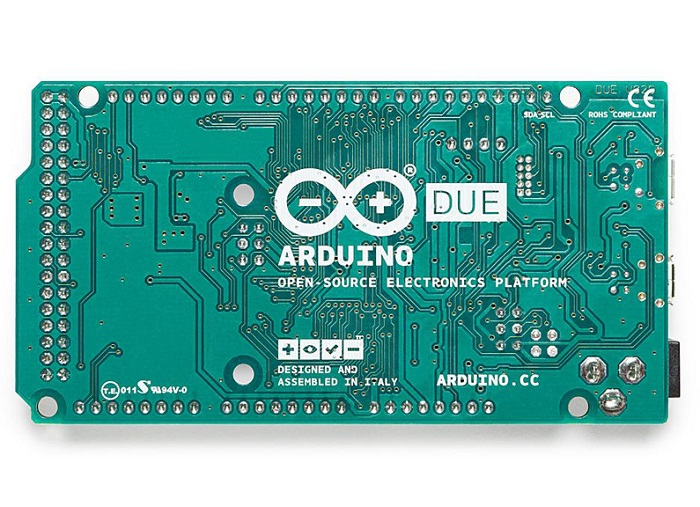 CE
SDA SCL
ROHS COMPLIANT
DUE
ARDUINO
OPEN-SOURCE ELECTRONICS PLATFORM
DESIGNED AND
ASSEMBLED IN ITALY
ARDUINO.CC
T.E. 011 94V-0